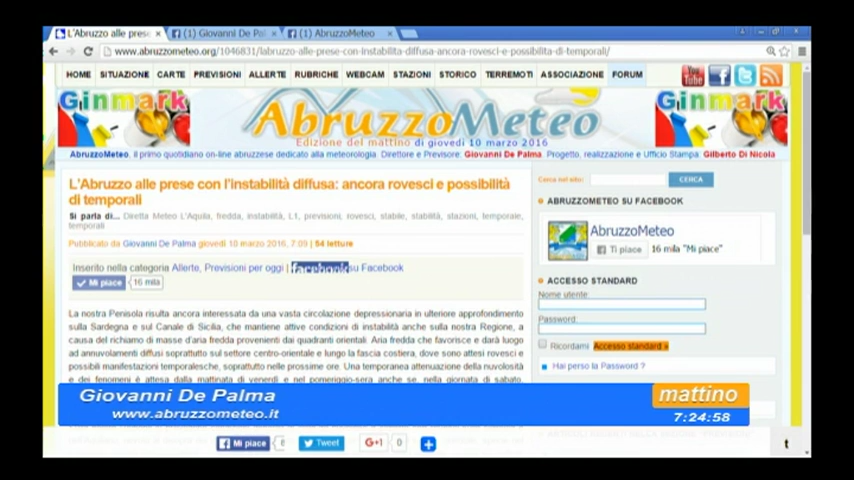 L'Abruzzo alle prese
(1) Giovanni De Pal
(1) AbruzzoMeteo
www.abruzzometeo.org/1046831/labruzzo-alle-prese-con-instabilita-diffusa-ancora-rovesci-e-possibilita-di-temporali/
HOME SITUAZIONE CARTE PREVISIONI ALLERTE RUBRICHE WEBCAM STAZIONI STORICO TERREMOTI ASSOCIAZIONE FORUM
You Tube
Ginmark
AbruzzoMeteo
Ginmark
Edizione del mattino di giovedì 10 marzo 2016
AbruzzoMeteo, il primo quotidiano on-line abruzzese dedicato alla meteorologia. Direttore e Previsore: Giovanni De Palma. Progetto, realizzazione e Ufficio Stampa: Gilberto Di Nicola
L'Abruzzo alle prese con l'instabilità diffusa: ancora rovesci e possibilità
di temporali
Si parla di... Diretta Meteo L'Aquila, fredda, instabilità, L1, previsioni, rovesci, stabile, stabilità, stazioni, temporale,
temporali
Pubblicato da Giovanni De Palma giovedì 10 marzo 2016, 7:09 | 54 letture
Inserito nella categoria Allerte, Previsioni per oggi | facebook su Facebook
Mi piace 16 mila
La nostra Penisola risulta ancora interessata da una vasta circolazione depressionaria in ulteriore approfondimento
sulla Sardegna e sul Canale di Sicilia, che mantiene attive condizioni di instabilità anche sulla nostra Regione, a
causa del richiamo di masse d'aria fredda provenienti dai quadranti orientali. Aria fredda che favorisce e darà luogo
ad annuvolamenti diffusi soprattutto sul settore centro-orientale e lungo la fascia costiera, dove sono attesi rovesci e
possibili manifestazioni temporalesche, soprattutto nelle prossime ore. Una temporanea attenuazione della nuvolosità
e dei fenomeni è attesa dalla mattinata di venerdì e nel pomeriggio-sera anche se, nella giornata di sabato,
Cerca nel sito:
CERCA
ABRUZZOMETEO SU FACEBOOK
AbruzzoMeteo
Ti piace 16 mila "Mi piace"
ACCESSO STANDARD
Nome utente:
Password:
Ricordami Accesso standard »
Hai perso la Password ?
Giovanni De Palma
www.abruzzometeo.it
mattino
7:24:58
Mi piace
Tweet
G+1 0
t